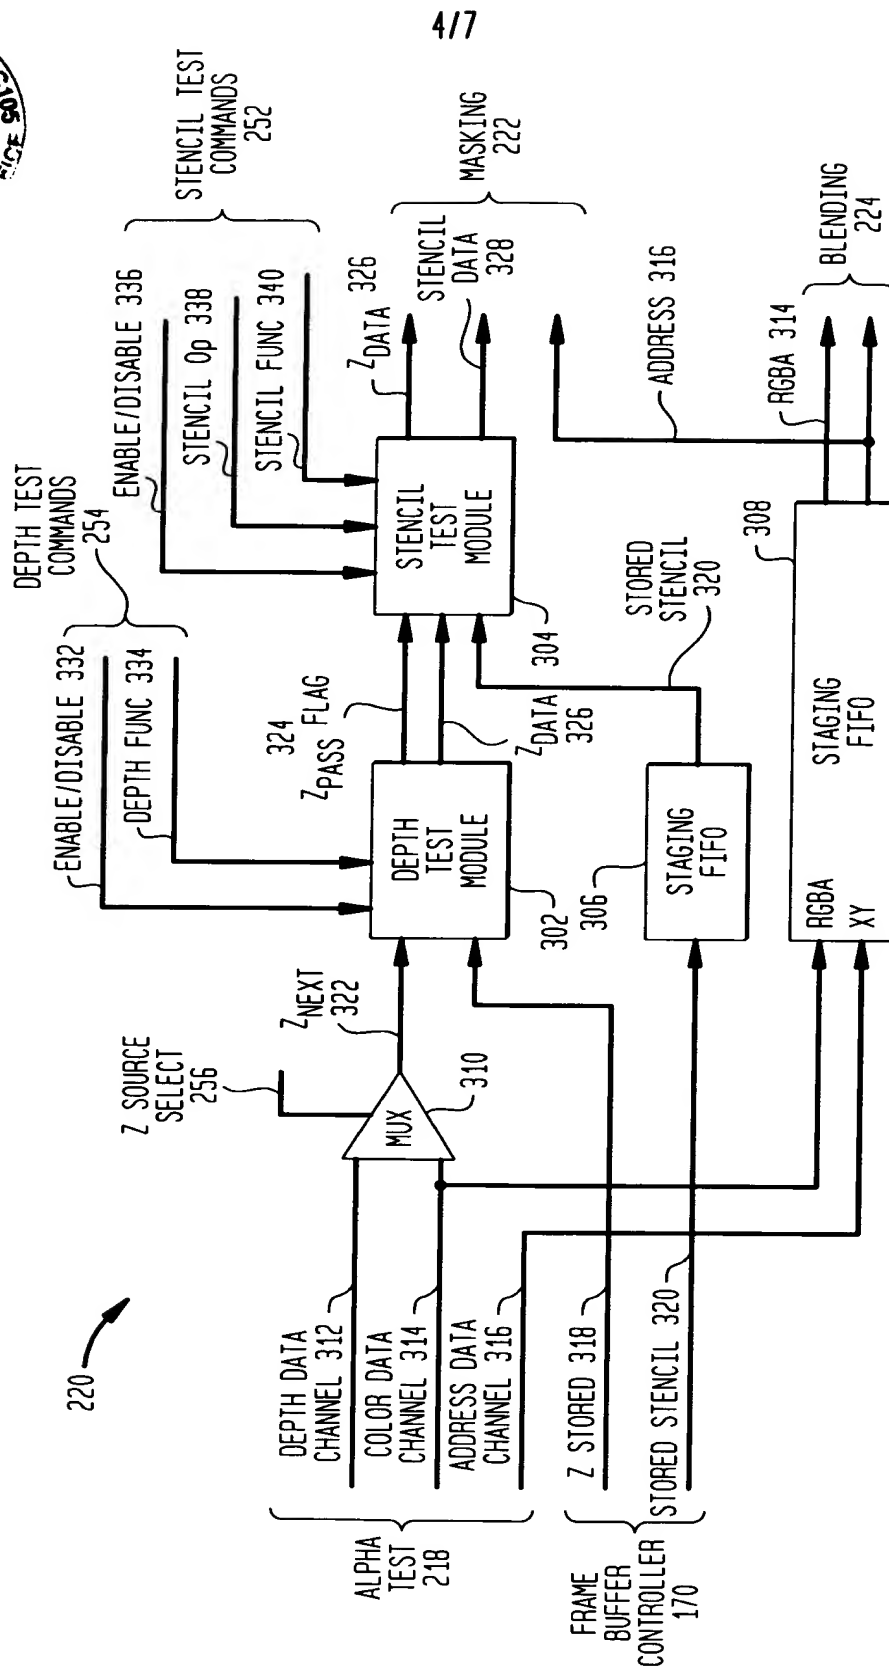 4/7
220
ALPHA
TEST
218
DEPTH DATA
CHANNEL 312
COLOR DATA
CHANNEL 314
ADDRESS DATA
CHANNEL 316
FRAME
BUFFER
CONTROLLER
170
Z STORED 318
STORED STENCIL 320
Z SOURCE
SELECT
256
MUX
310
ZNEXT
322
DEPTH TEST
COMMANDS
254
ENABLE/DISABLE 332
DEPTH FUNC 334
DEPTH
TEST
MODULE
302
324
ZPASS FLAG
ZDATA
326
STENCIL TEST
COMMANDS
252
ENABLE/DISABLE 336
STENCIL Op 338
STENCIL FUNC 340
STENCIL
TEST
MODULE
304
306
STAGING
FIFO
STORED
STENCIL
320
ZDATA 326
STENCIL
DATA
328
MASKING
222
ADDRESS 316
308
RGBA
XY
STAGING
FIFO
RGBA 314
BLENDING
224